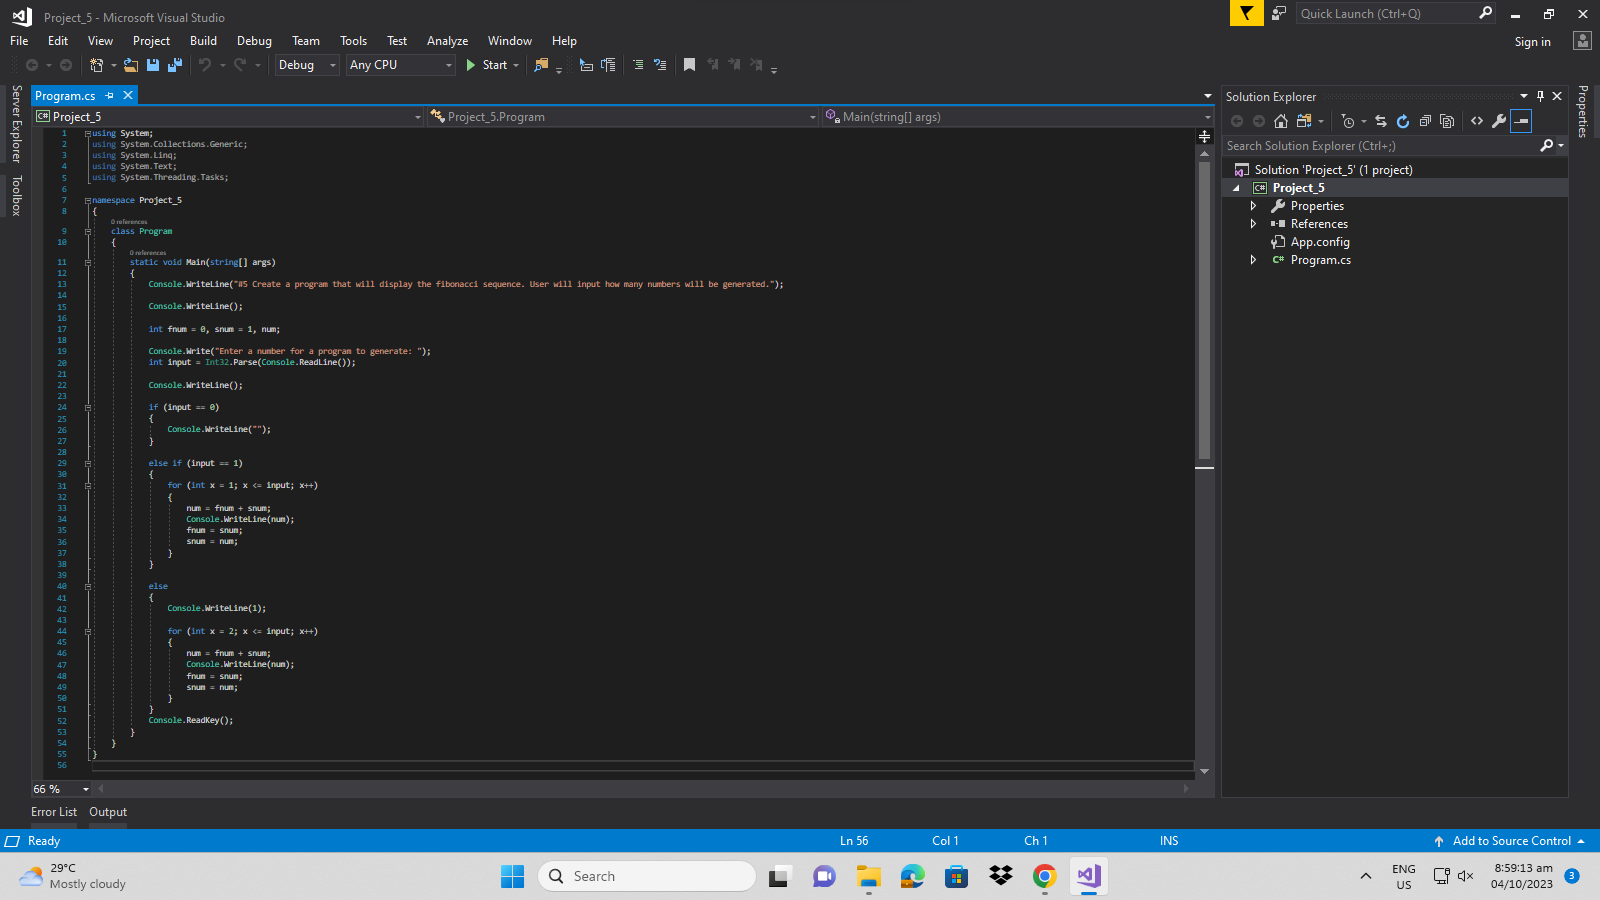 Project_5 - Microsoft Visual Studio
Quick Launch (Ctrl+Q)
File Edit View Project Build Debug Team Tools Test Analyze Window Help
Sign in
Debug Any CPU Start
Server Explorer
Toolbox
Program.cs
Project_5 Project_5.Program Main(string[] args)
1 using System;
2 using System.Collections.Generic;
3 using System.Linq;
4 using System.Text;
5 using System.Threading.Tasks;
6
7 namespace Project_5
8 {
0 references
9 class Program
10 {
0 references
11 static void Main(string[] args)
12 {
13 Console.WriteLine("#5 Create a program that will display the fibonacci sequence. User will input how many numbers will be generated.");
14
15 Console.WriteLine();
16
17 int fnum = 0, snum = 1, num;
18
19 Console.Write("Enter a number for a program to generate: ");
20 int input = Int32.Parse(Console.ReadLine());
21
22 Console.WriteLine();
23
24 if (input == 0)
25 {
26 Console.WriteLine("");
27 }
28
29 else if (input == 1)
30 {
31 for (int x = 1; x <= input; x++)
32 {
33 num = fnum + snum;
34 Console.WriteLine(num);
35 fnum = snum;
36 snum = num;
37 }
38 }
39
40 else
41 {
42 Console.WriteLine(1);
43
44 for (int x = 2; x <= input; x++)
45 {
46 num = fnum + snum;
47 Console.WriteLine(num);
48 fnum = snum;
49 snum = num;
50 }
51 }
52 Console.ReadKey();
53 }
54 }
55 }
56
66 %
Solution Explorer
Search Solution Explorer (Ctrl+;)
Solution 'Project_5' (1 project)
C# Project_5
Properties
References
App.config
C# Program.cs
Properties
Error List Output
Ready Ln 56 Col 1 Ch 1 INS Add to Source Control
29°C
Mostly cloudy
Search
ENG
US
8:59:13 am
04/10/2023
3